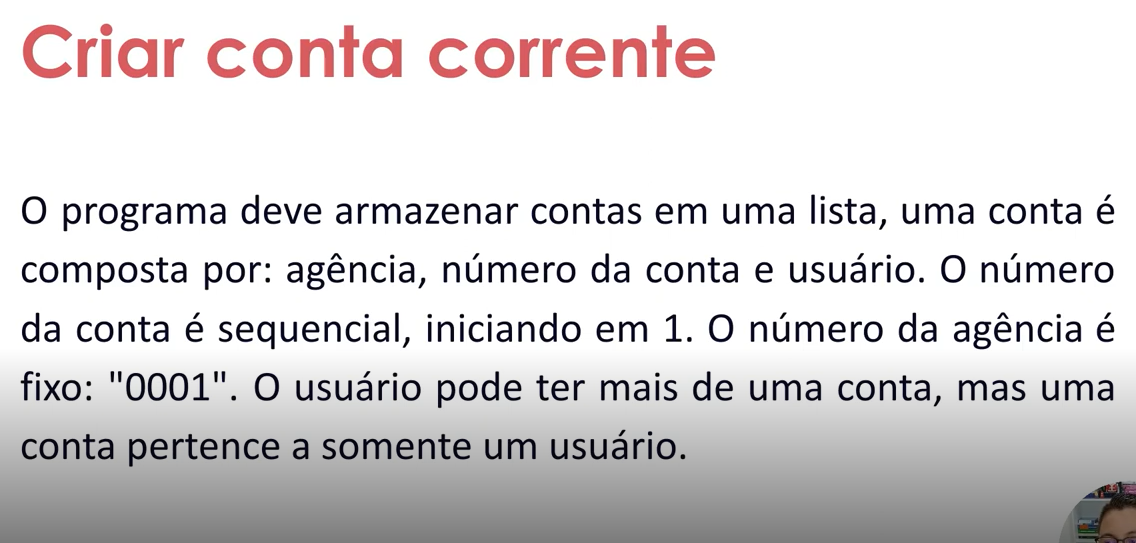 Criar conta corrente
O programa deve armazenar contas em uma lista, uma conta é
composta por: agência, número da conta e usuário. O número
da conta é sequencial, iniciando em 1. O número da agência é
fixo: "0001". O usuário pode ter mais de uma conta, mas uma
conta pertence a somente um usuário.